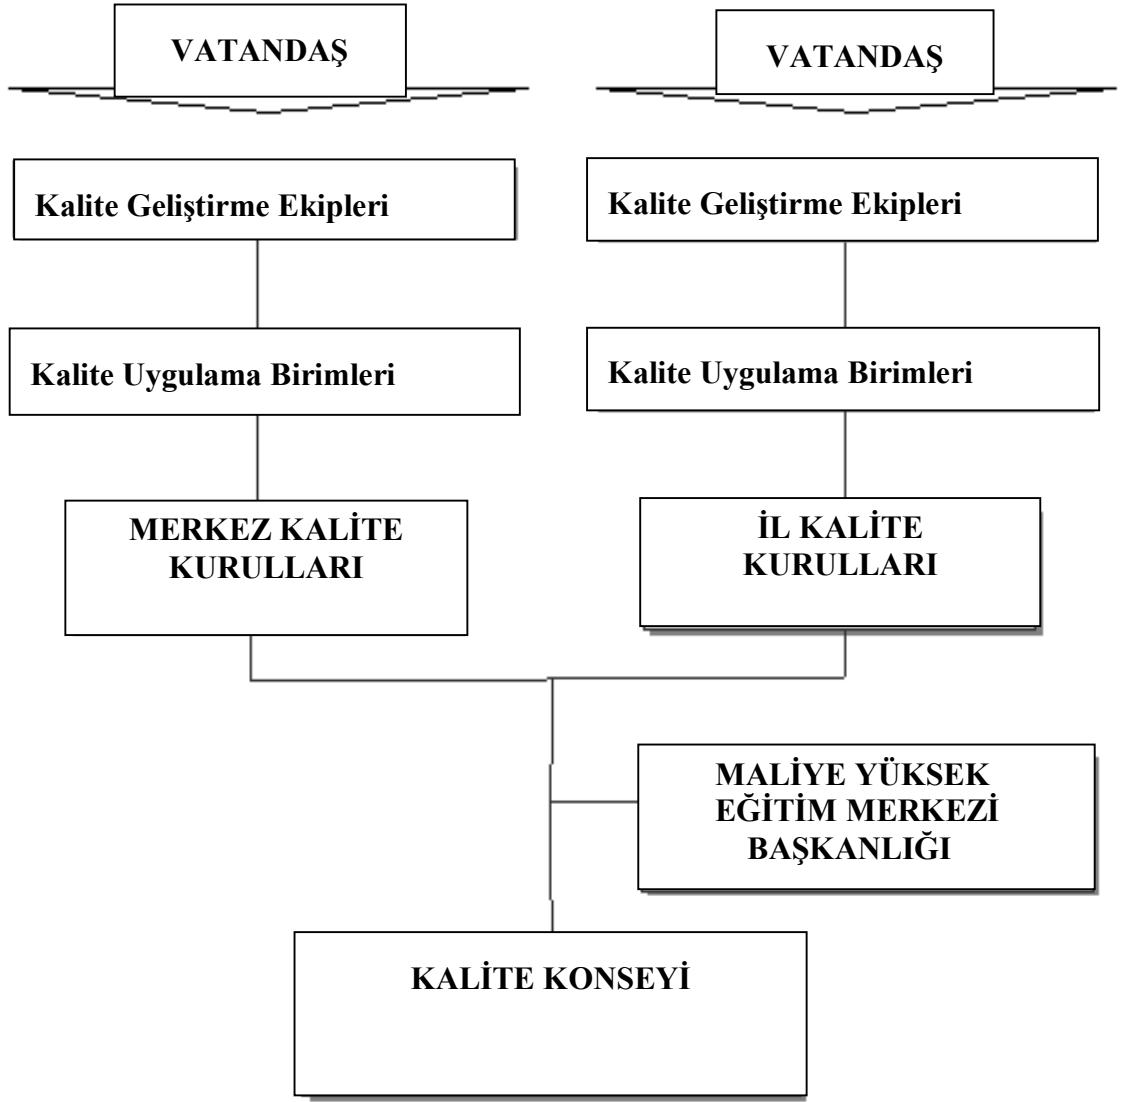 VATANDAŞ
VATANDAŞ
Kalite Geliştirme Ekipleri
Kalite Geliştirme Ekipleri
Kalite Uygulama Birimleri
Kalite Uygulama Birimleri
MERKEZ KALİTE
KURULLARI
İL KALİTE
KURULLARI
MALİYE YÜKSEK
EĞİTİM MERKEZİ
BAŞKANLIĞI
KALİTE KONSEYİ